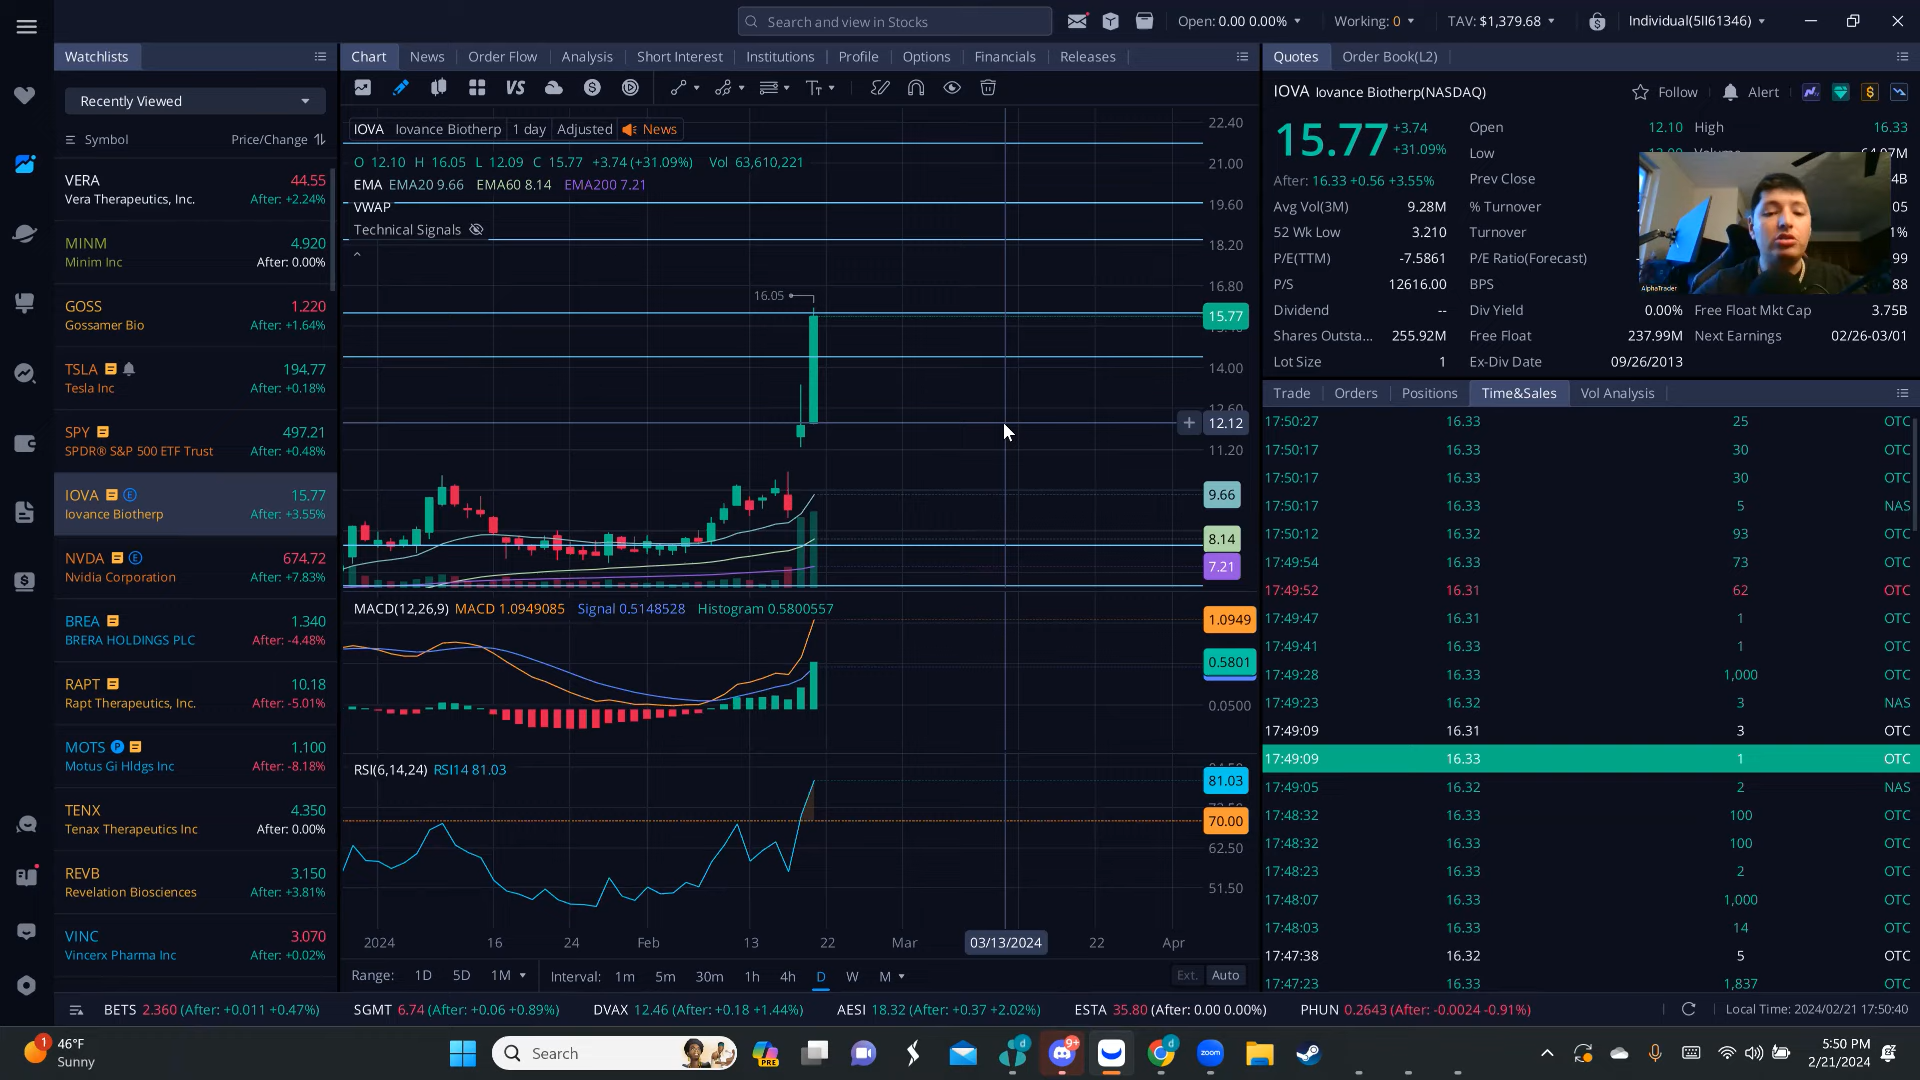 Search and view in Stocks
Open: 0.00 0.00%
Working: 0
TAV: $1,379.68
Individual(5II61346)
Watchlists
Recently Viewed
Symbol Price/Change
VERA 44.55
Vera Therapeutics, Inc. After: +2.24%
MINM 4.920
Minim Inc After: 0.00%
GOSS 1.220
Gossamer Bio After: +1.64%
TSLA 194.77
Tesla Inc After: +0.18%
SPY 497.21
SPDR® S&P 500 ETF Trust After: +0.48%
IOVA E 15.77
Iovance Biotherp After: +3.55%
NVDA E 674.72
Nvidia Corporation After: +7.83%
BREA 1.340
BRERA HOLDINGS PLC After: -4.48%
RAPT 10.18
Rapt Therapeutics, Inc. After: -5.01%
MOTS P 1.100
Motus Gi Hldgs Inc After: -8.18%
TENX 4.350
Tenax Therapeutics Inc After: 0.00%
REVB 3.150
Revelation Biosciences After: +3.81%
VINC 3.070
Vincerx Pharma Inc After: +0.02%
Chart News Order Flow Analysis Short Interest Institutions Profile Options Financials Releases
VS
IOVA Iovance Biotherp 1 day Adjusted News
O 12.10 H 16.05 L 12.09 C 15.77 +3.74 (+31.09%) Vol 63,610,221
EMA EMA20 9.66 EMA60 8.14 EMA200 7.21
VWAP
Technical Signals
16.05
22.40
21.00
19.60
18.20
16.80
15.77
14.00
12.60
12.12
11.20
9.66
8.14
7.21
MACD(12,26,9) MACD 1.0949085 Signal 0.5148528 Histogram 0.5800557
1.0949
0.5801
0.0500
RSI(6,14,24) RSI14 81.03
81.03
70.00
62.50
51.50
2024 16 24 Feb 13 22 Mar 03/13/2024 22 Apr
Range: 1D 5D 1M Interval: 1m 5m 30m 1h 4h D W M Ext. Auto
Quotes Order Book(L2)
IOVA Iovance Biotherp(NASDAQ) Follow Alert
15.77 +3.74
+31.09%
After: 16.33 +0.56 +3.55%
Open 12.10 High 16.33
Low
Prev Close 4B
Avg Vol(3M) 9.28M % Turnover 05
52 Wk Low 3.210 Turnover 1%
P/E(TTM) -7.5861 P/E Ratio(Forecast) 99
P/S 12616.00 BPS 88
Dividend -- Div Yield 0.00% Free Float Mkt Cap 3.75B
Shares Outsta... 255.92M Free Float 237.99M Next Earnings 02/26-03/01
Lot Size 1 Ex-Div Date 09/26/2013
AlphaTrader
Trade Orders Positions Time&Sales Vol Analysis
17:50:27 16.33 25 OTC
17:50:17 16.33 30 OTC
17:50:17 16.33 30 OTC
17:50:17 16.33 5 NAS
17:50:12 16.32 93 OTC
17:49:54 16.33 73 OTC
17:49:52 16.31 62 OTC
17:49:47 16.31 1 OTC
17:49:41 16.33 1 OTC
17:49:28 16.33 1,000 OTC
17:49:23 16.32 3 NAS
17:49:09 16.31 3 OTC
17:49:09 16.33 1 OTC
17:49:05 16.32 2 NAS
17:48:32 16.33 100 OTC
17:48:32 16.33 100 OTC
17:48:23 16.33 2 OTC
17:48:07 16.33 1,000 OTC
17:48:03 16.33 14 OTC
17:47:38 16.32 5 OTC
17:47:23 16.33 1,837 OTC
BETS 2.360 (After: +0.011 +0.47%) SGMT 6.74 (After: +0.06 +0.89%) DVAX 12.46 (After: +0.18 +1.44%) AESI 18.32 (After: +0.37 +2.02%) ESTA 35.80 (After: 0.00 0.00%) PHUN 0.2643 (After: -0.0024 -0.91%) Local Time: 2024/02/21 17:50:40
1 46°F
Sunny
Search
PRE
d
9+
d
zoom
5:50 PM
2/21/2024